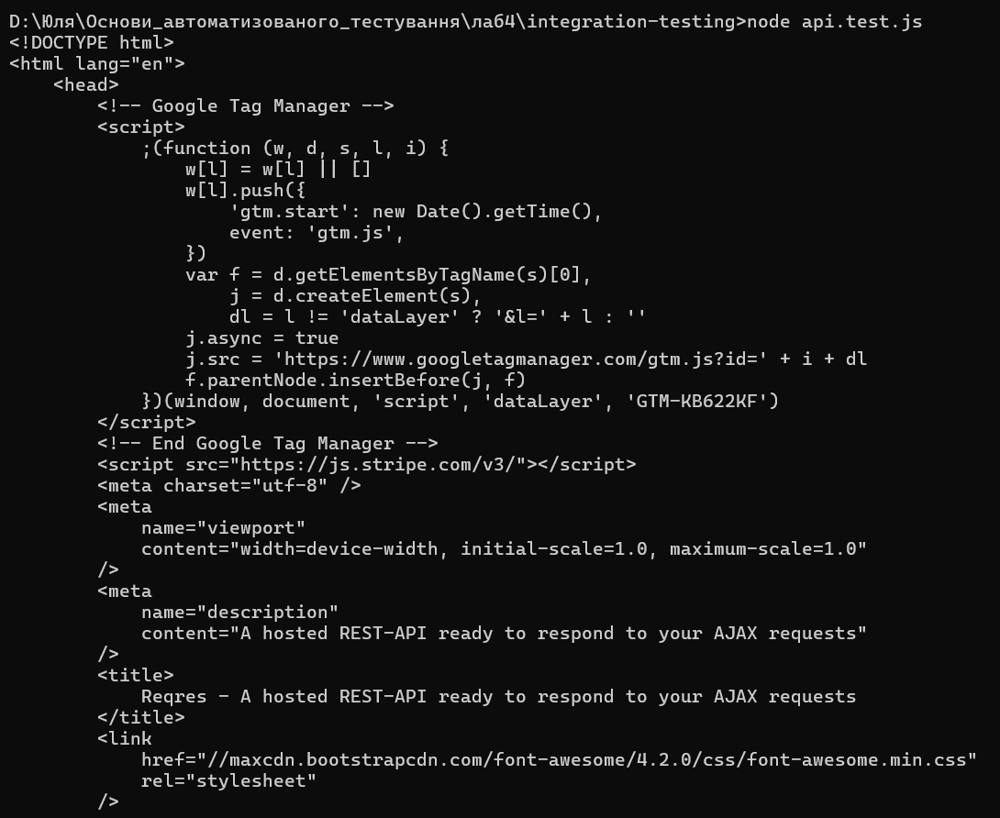 D:\Юля\Основи_автоматизованого_тестування\лаб4\integration-testing>node api.test.js
<!DOCTYPE html>
<html lang="en">
    <head>
        <!-- Google Tag Manager -->
        <script>
            ;(function (w, d, s, l, i) {
                w[l] = w[l] || []
                w[l].push({
                    'gtm.start': new Date().getTime(),
                    event: 'gtm.js',
                })
                var f = d.getElementsByTagName(s)[0],
                    j = d.createElement(s),
                    dl = l != 'dataLayer' ? '&l=' + l : ''
                j.async = true
                j.src = 'https://www.googletagmanager.com/gtm.js?id=' + i + dl
                f.parentNode.insertBefore(j, f)
            })(window, document, 'script', 'dataLayer', 'GTM-KB622KF')
        </script>
        <!-- End Google Tag Manager -->
        <script src="https://js.stripe.com/v3/"></script>
        <meta charset="utf-8" />
        <meta
            name="viewport"
            content="width=device-width, initial-scale=1.0, maximum-scale=1.0"
        />
        <meta
            name="description"
            content="A hosted REST-API ready to respond to your AJAX requests"
        />
        <title>
            Reqres - A hosted REST-API ready to respond to your AJAX requests
        </title>
        <link
            href="//maxcdn.bootstrapcdn.com/font-awesome/4.2.0/css/font-awesome.min.css"
            rel="stylesheet"
        />